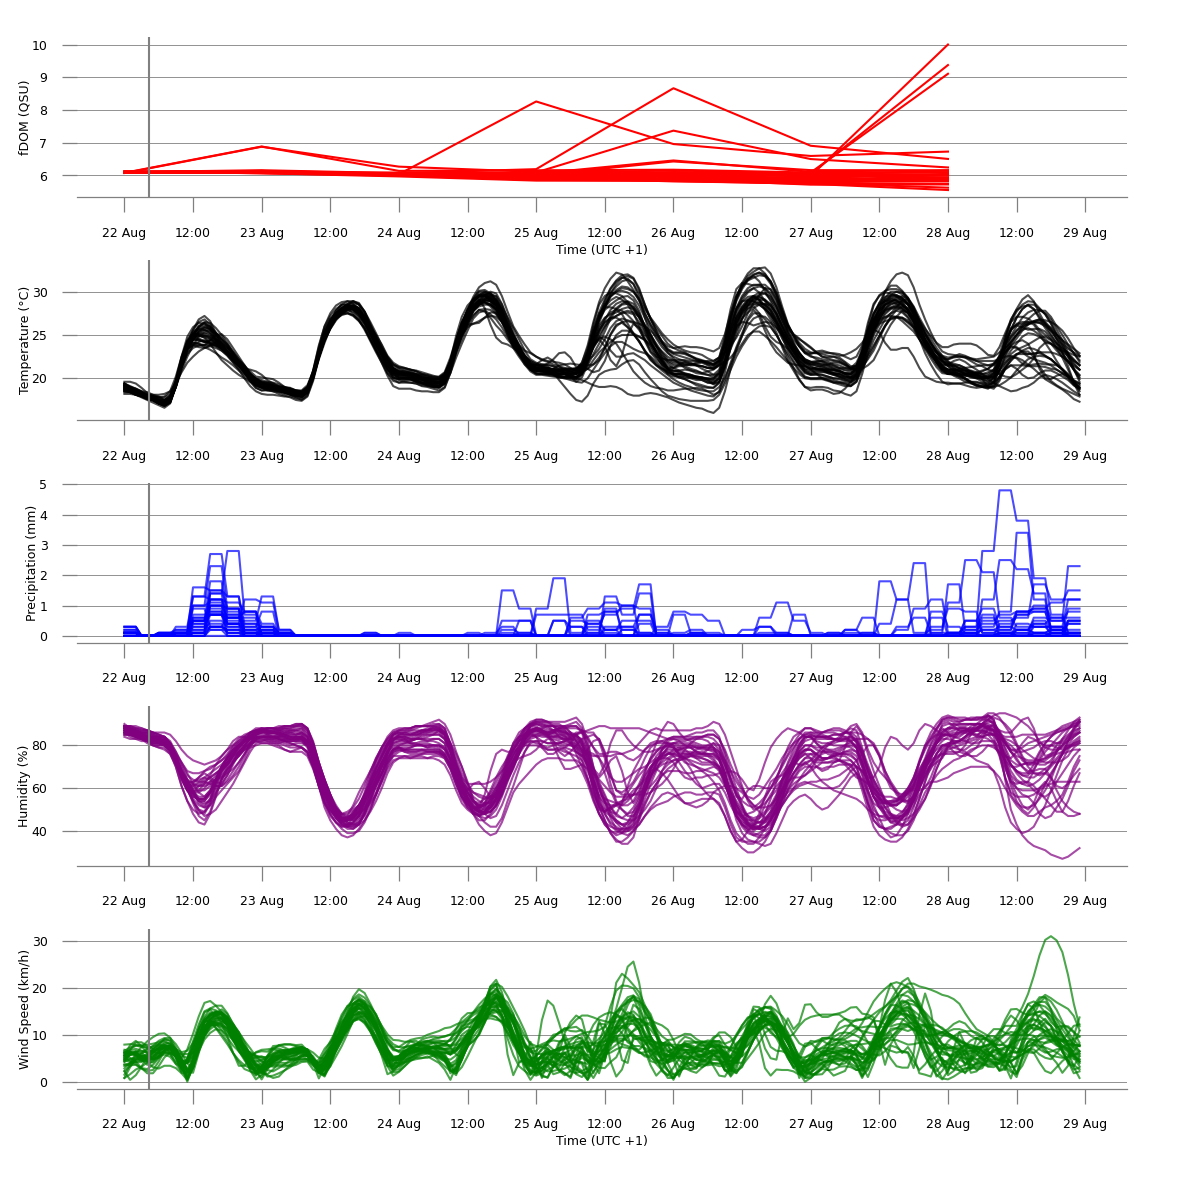 fDOM (QSU)
10
9
8
7
6
22 Aug 12:00 23 Aug 12:00 24 Aug 12:00 25 Aug 12:00 26 Aug 12:00 27 Aug 12:00 28 Aug 12:00 29 Aug
Time (UTC +1)
Temperature (°C)
30
25
20
22 Aug 12:00 23 Aug 12:00 24 Aug 12:00 25 Aug 12:00 26 Aug 12:00 27 Aug 12:00 28 Aug 12:00 29 Aug
Precipitation (mm)
5
4
3
2
1
0
22 Aug 12:00 23 Aug 12:00 24 Aug 12:00 25 Aug 12:00 26 Aug 12:00 27 Aug 12:00 28 Aug 12:00 29 Aug
Humidity (%)
80
60
40
22 Aug 12:00 23 Aug 12:00 24 Aug 12:00 25 Aug 12:00 26 Aug 12:00 27 Aug 12:00 28 Aug 12:00 29 Aug
Wind Speed (km/h)
30
20
10
0
22 Aug 12:00 23 Aug 12:00 24 Aug 12:00 25 Aug 12:00 26 Aug 12:00 27 Aug 12:00 28 Aug 12:00 29 Aug
Time (UTC +1)